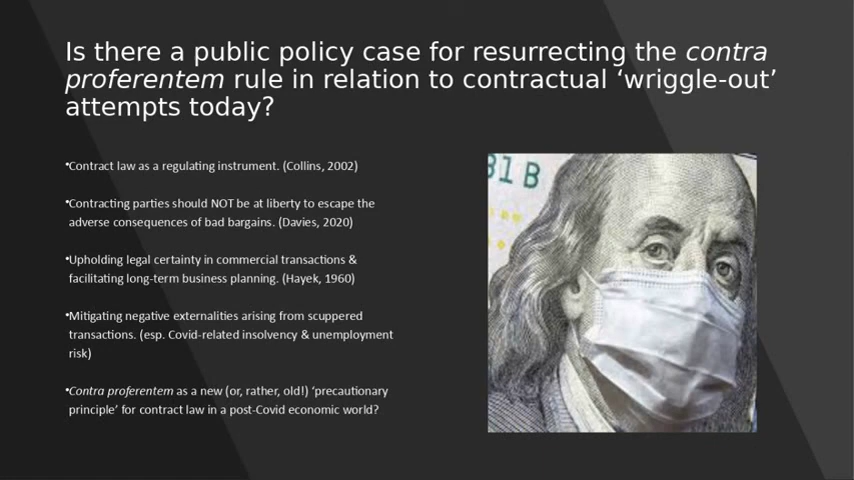 Is there a public policy case for resurrecting the contra
proferentem rule in relation to contractual ‘wriggle-out’
attempts today?
•Contract law as a regulating instrument. (Collins, 2002)
•Contracting parties should NOT be at liberty to escape the
adverse consequences of bad bargains. (Davies, 2020)
•Upholding legal certainty in commercial transactions &
facilitating long-term business planning. (Hayek, 1960)
•Mitigating negative externalities arising from scuppered
transactions. (esp. Covid-related insolvency & unemployment
risk)
•Contra proferentem as a new (or, rather, old!) ‘precautionary
principle’ for contract law in a post-Covid economic world?
31 B